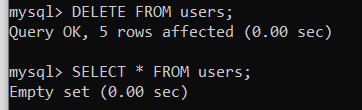 mysql> DELETE FROM users;
Query OK, 5 rows affected (0.00 sec)
mysql> SELECT * FROM users;
Empty set (0.00 sec)